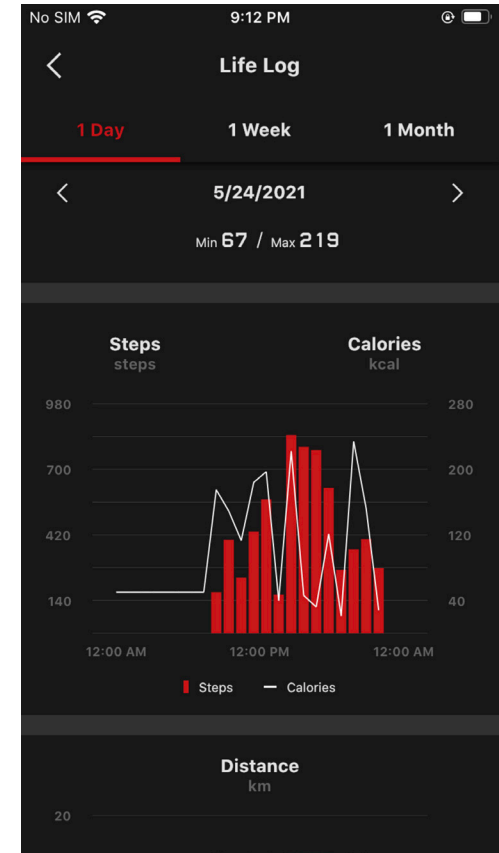 No SIM 9:12 PM
Life Log
1 Day 1 Week 1 Month
5/24/2021
Min 67 / Max 219
Steps Calories
steps kcal
980 280
700 200
420 120
140 40
12:00 AM 12:00 PM 12:00 AM
Steps Calories
Distance
km
20